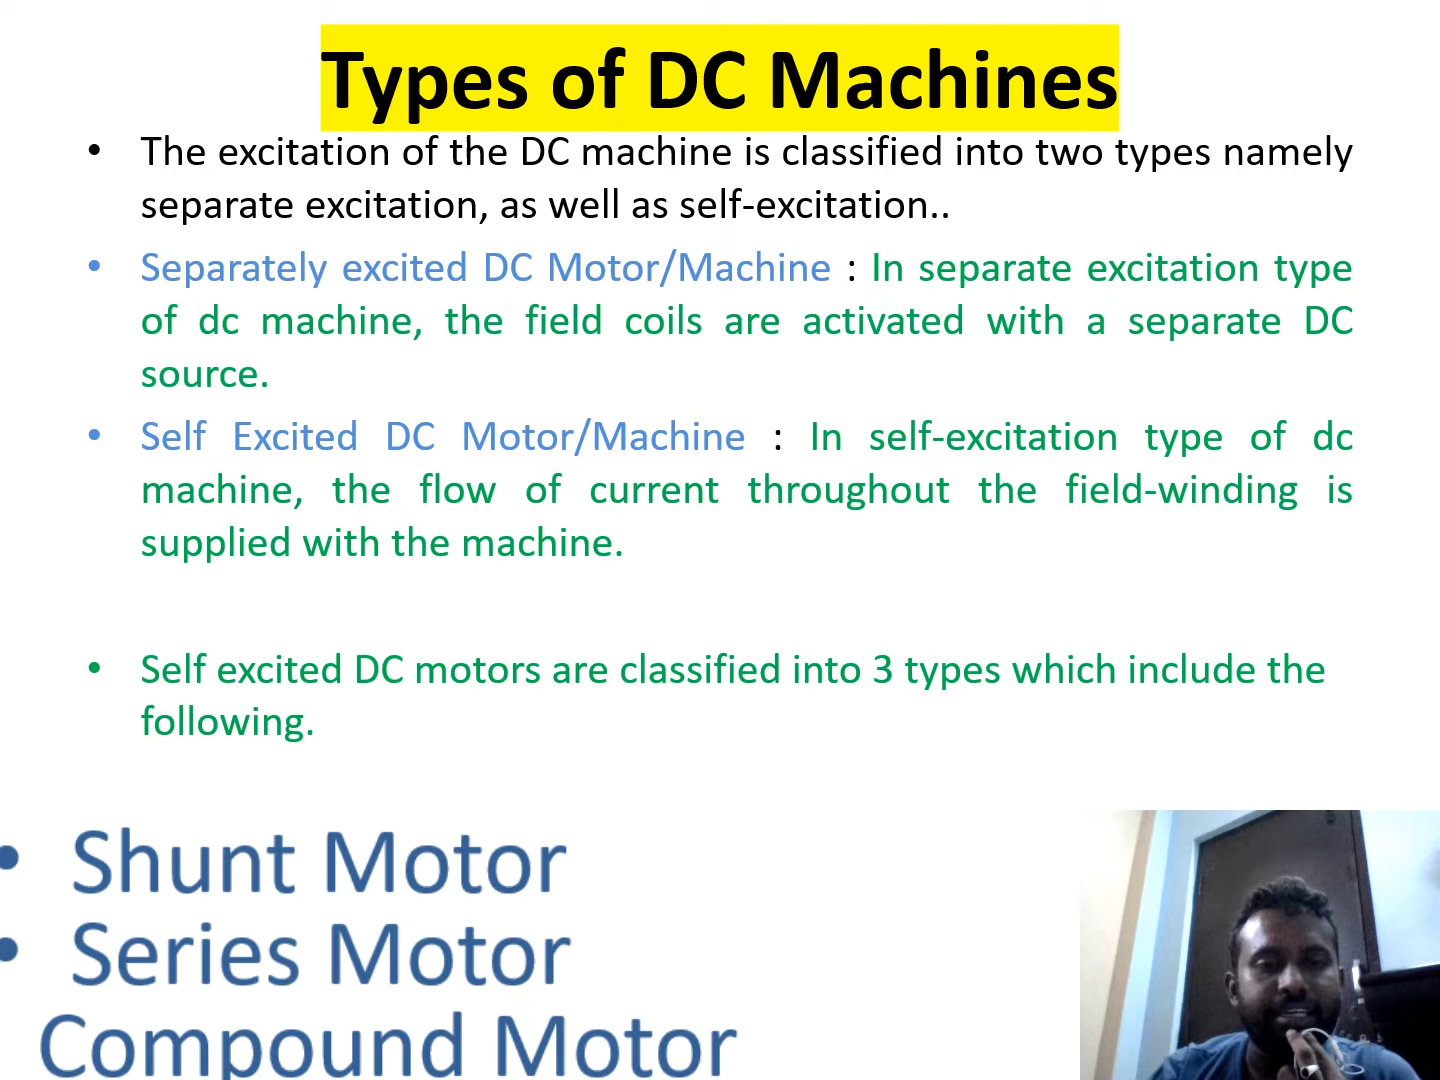 Types of DC Machines
• The excitation of the DC machine is classified into two types namely
separate excitation, as well as self-excitation..
• Separately excited DC Motor/Machine : In separate excitation type
of dc machine, the field coils are activated with a separate DC
source.
• Self Excited DC Motor/Machine : In self-excitation type of dc
machine, the flow of current throughout the field-winding is
supplied with the machine.
• Self excited DC motors are classified into 3 types which include the
following.
• Shunt Motor
• Series Motor
Compound Motor